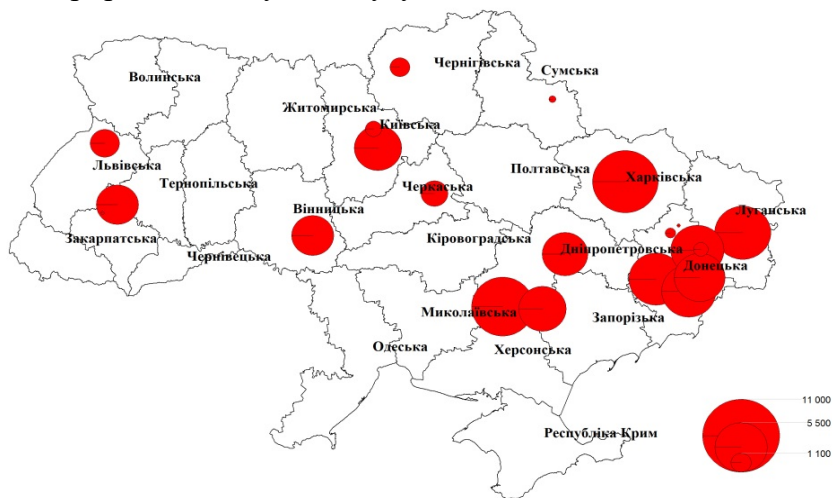 Волинська
Чернігівська
Сумська
Житомирська
Київська
Львівська
Тернопільська
Черкаська
Полтавська
Харківська
Вінницька
Луганська
Закарпатська
Чернівецька
Кіровоградська
Дніпропетровська
Донецька
Миколаївська
Запорізька
Одеська
Херсонська
Республіка Крим
11 000
5 500
1 100